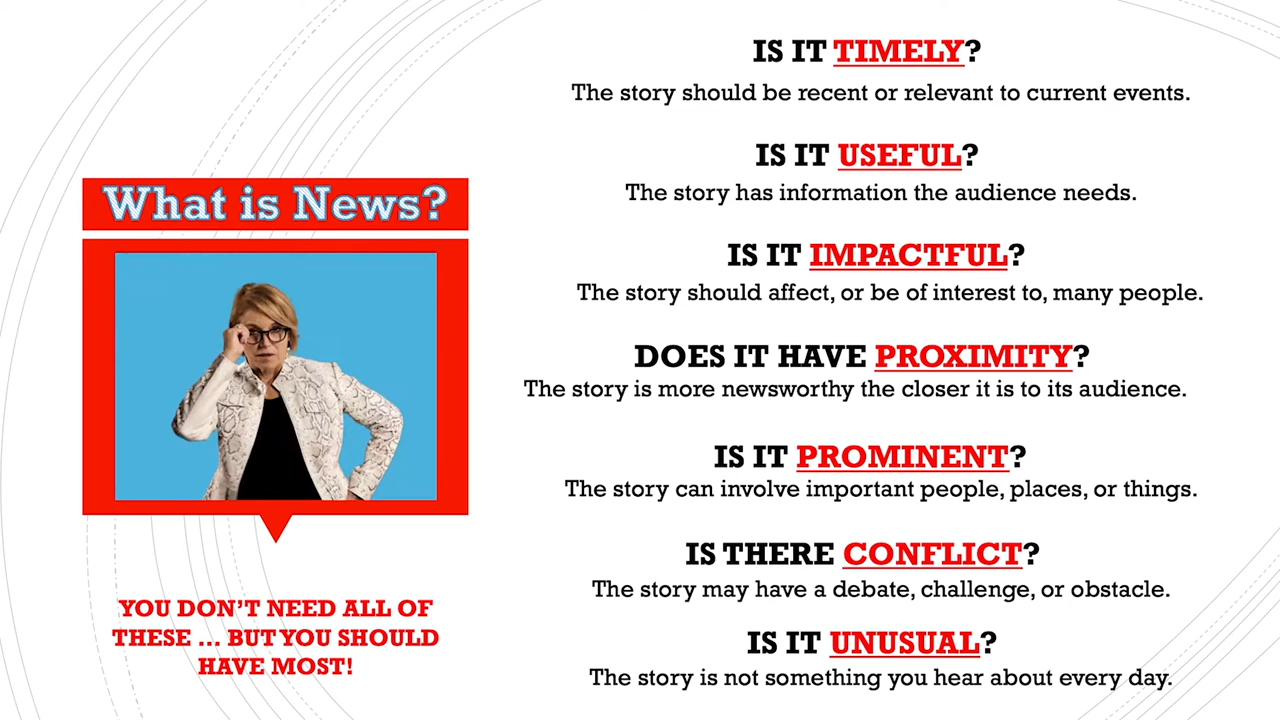 What is News?
YOU DON'T NEED ALL OF
THESE ... BUT YOU SHOULD
HAVE MOST!
IS IT TIMELY?
The story should be recent or relevant to current events.
IS IT USEFUL?
The story has information the audience needs.
IS IT IMPACTFUL?
The story should affect, or be of interest to, many people.
DOES IT HAVE PROXIMITY?
The story is more newsworthy the closer it is to its audience.
IS IT PROMINENT?
The story can involve important people, places, or things.
IS THERE CONFLICT?
The story may have a debate, challenge, or obstacle.
IS IT UNUSUAL?
The story is not something you hear about every day.